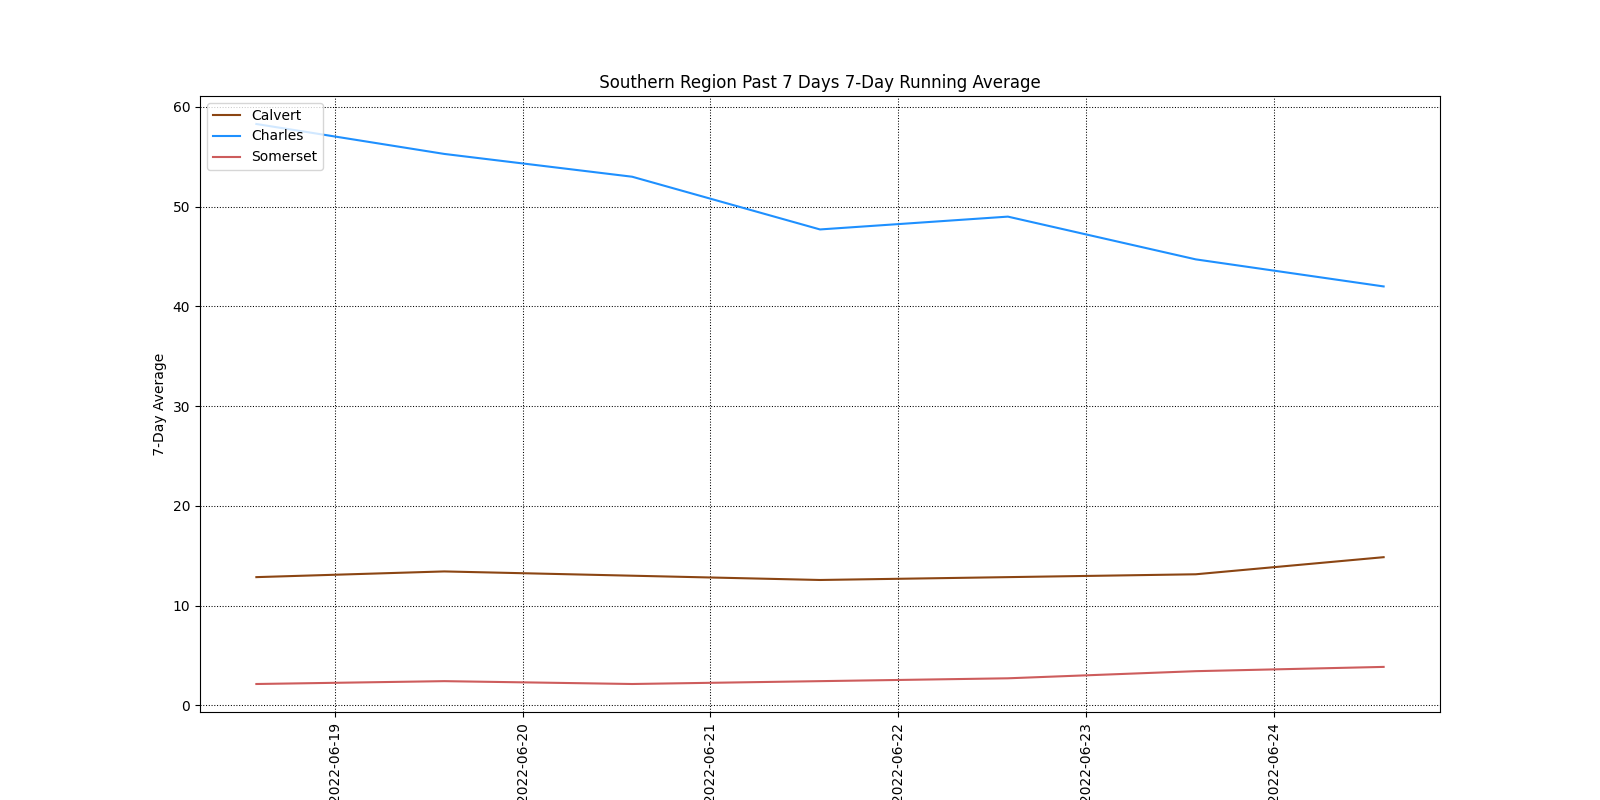 Southern Region Past 7 Days 7-Day Running Average
60
50
40
30
20
10
0
7-Day Average
Calvert
Charles
Somerset
2022-06-19
2022-06-20
2022-06-21
2022-06-22
2022-06-23
2022-06-24